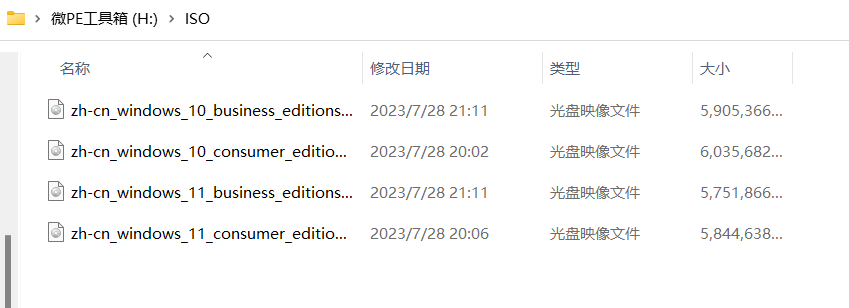 微PE工具箱 (H:) > ISO
名称 修改日期 类型 大小
zh-cn_windows_10_business_editions... 2023/7/28 21:11 光盘映像文件 5,905,366...
zh-cn_windows_10_consumer_editio... 2023/7/28 20:02 光盘映像文件 6,035,682...
zh-cn_windows_11_business_editions... 2023/7/28 21:11 光盘映像文件 5,751,866...
zh-cn_windows_11_consumer_editio... 2023/7/28 20:06 光盘映像文件 5,844,638...